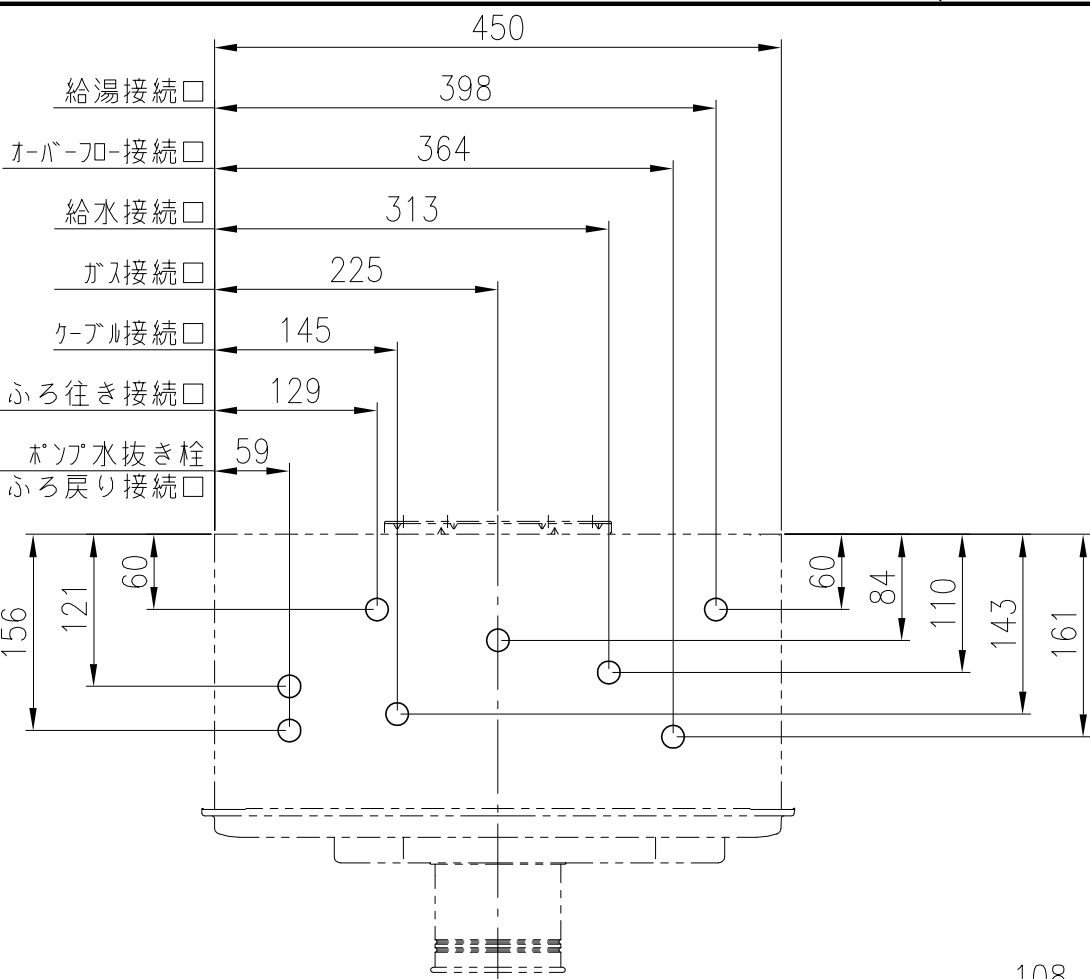 450
給湯接続口 398
オーバーフロー接続口 364
給水接続口 313
ガス接続口 225
ケーブル接続口 145
ふろ往き接続口 129
ポンプ水抜き栓 59
ふろ戻り接続口
156
121
60
60
84
110
143
161
108